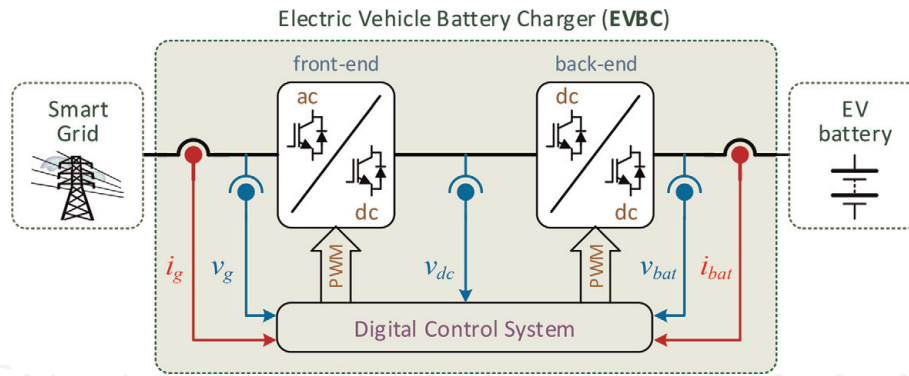 Electric Vehicle Battery Charger (EVBC)
front-end
back-end
Smart
Grid
ac
dc
dc
dc
EV
battery
i_g
v_g
PWM
v_dc
PWM
v_bat
i_bat
Digital Control System